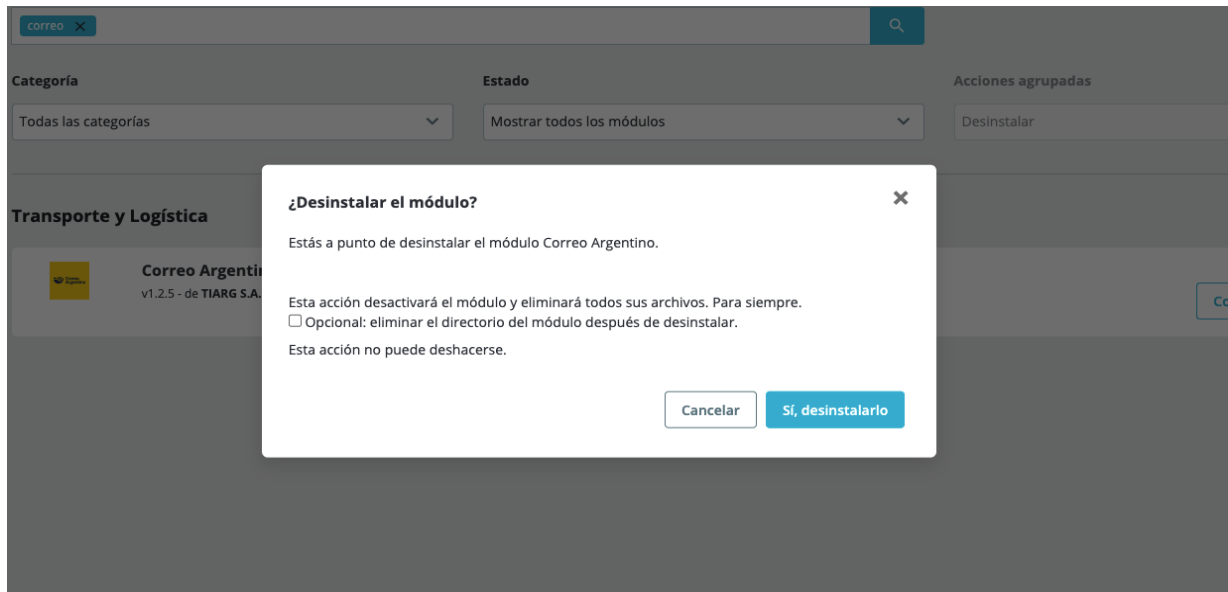 correo
Categoría
Estado
Acciones agrupadas
Todas las categorías
Mostrar todos los módulos
Desinstalar
¿Desinstalar el módulo?
Estás a punto de desinstalar el módulo Correo Argentino.
Transporte y Logística
Correo Argenti
v1.2.5 - de TIARG S.A.
Esta acción desactivará el módulo y eliminará todos sus archivos. Para siempre.
Opcional: eliminar el directorio del módulo después de desinstalar.
Esta acción no puede deshacerse.
Cancelar
Sí, desinstalarlo